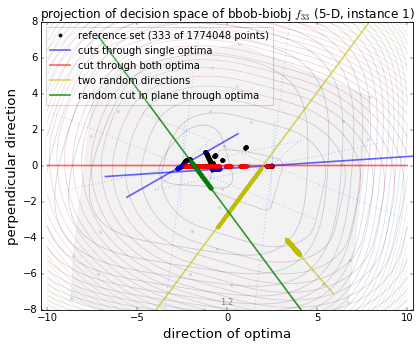 projection of decision space of bbob-biobj f₃₃ (5-D, instance 1)
reference set (333 of 1774048 points)
cuts through single optima
cut through both optima
two random directions
random cut in plane through optima
8
6
4
2
0
−2
−4
−6
−8
perpendicular direction
1.2
−10
−5
0
5
10
direction of optima